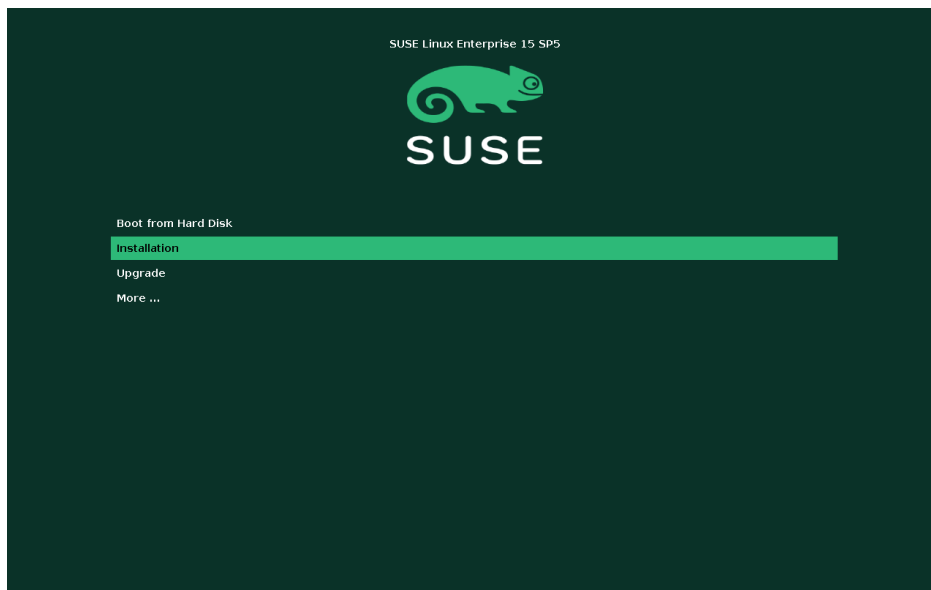 SUSE Linux Enterprise 15 SP5
SUSE
Boot from Hard Disk
Installation
Upgrade
More ...